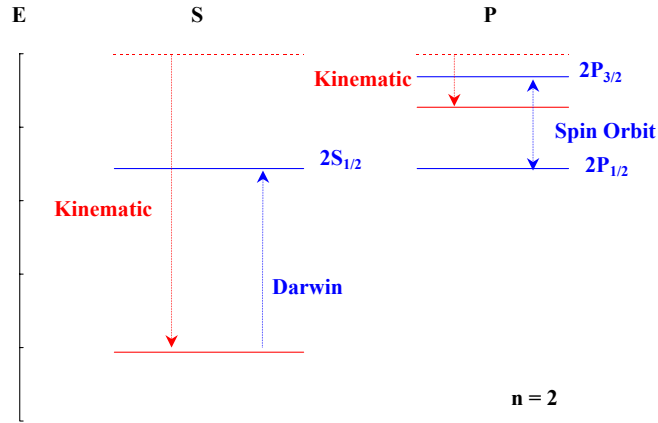 E S P
Kinematic 2P3/2
Spin Orbit
2S1/2 2P1/2
Kinematic
Darwin
n = 2